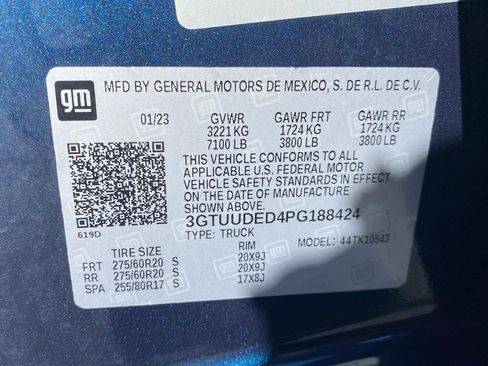 gm
MFD BY GENERAL MOTORS DE MEXICO, S. DE R.L. DE C.V.
01/23 GVWR GAWR FRT GAWR RR
3221 KG 1724 KG 1724 KG
7100 LB 3800 LB 3800 LB
THIS VEHICLE CONFORMS TO ALL
APPLICABLE U.S. FEDERAL MOTOR
VEHICLE SAFETY STANDARDS IN EFFECT
ON THE DATE OF MANUFACTURE
SHOWN ABOVE.
619D 3GTUUDED4PG188424
TYPE: TRUCK MODEL: 44TK10543
TIRE SIZE RIM
FRT 275/60R20 S 20X9J
RR 275/60R20 S 20X9J
SPA 255/80R17 S 17X8J